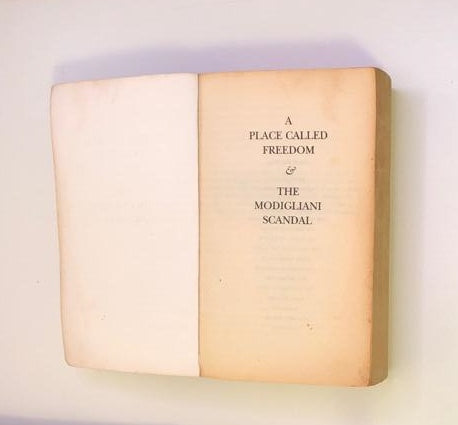 A
PLACE CALLED
FREEDOM
&
THE
MODIGLIANI
SCANDAL